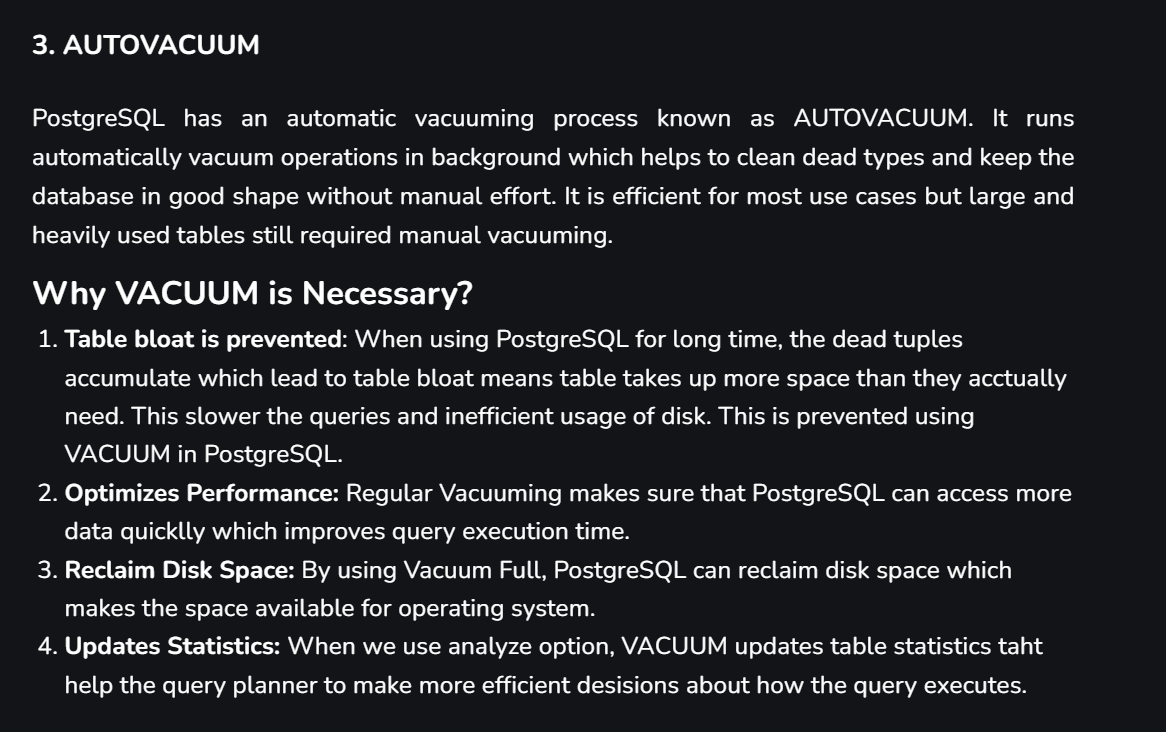 3. AUTOVACUUM
PostgreSQL has an automatic vacuuming process known as AUTOVACUUM. It runs
automatically vacuum operations in background which helps to clean dead types and keep the
database in good shape without manual effort. It is efficient for most use cases but large and
heavily used tables still required manual vacuuming.
Why VACUUM is Necessary?
1. Table bloat is prevented: When using PostgreSQL for long time, the dead tuples
accumulate which lead to table bloat means table takes up more space than they acctually
need. This slower the queries and inefficient usage of disk. This is prevented using
VACUUM in PostgreSQL.
2. Optimizes Performance: Regular Vacuuming makes sure that PostgreSQL can access more
data quicklly which improves query execution time.
3. Reclaim Disk Space: By using Vacuum Full, PostgreSQL can reclaim disk space which
makes the space available for operating system.
4. Updates Statistics: When we use analyze option, VACUUM updates table statistics taht
help the query planner to make more efficient desisions about how the query executes.